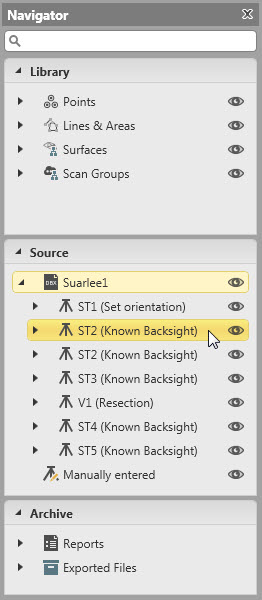 Navigator
Library
Points
Lines & Areas
Surfaces
Scan Groups
Source
DBX Suarlee1
ST1 (Set orientation)
ST2 (Known Backsight)
ST2 (Known Backsight)
ST3 (Known Backsight)
V1 (Resection)
ST4 (Known Backsight)
ST5 (Known Backsight)
Manually entered
Archive
Reports
Exported Files